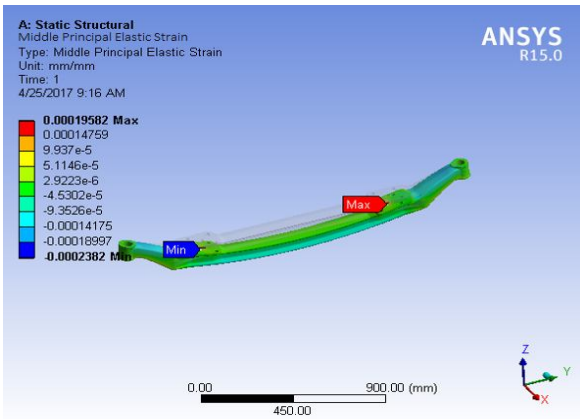 A: Static Structural
Middle Principal Elastic Strain
Type: Middle Principal Elastic Strain
Unit: mm/mm
Time: 1
4/25/2017 9:16 AM
ANSYS
R15.0
0.00019582 Max
0.00014759
9.937e-5
5.1146e-5
2.9223e-6
-4.5302e-5
-9.3526e-5
-0.00014175
-0.00018997
-0.0002382 Min
Max
Min
0.00
900.00 (mm)
450.00
Z
Y
X